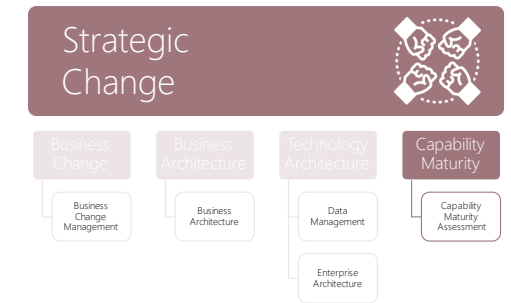 Strategic
Change
Business
Change
Business
Architecture
Technology
Architecture
Capability
Maturity
Business
Change
Management
Business
Architecture
Data
Management
Capability
Maturity
Assessment
Enterprise
Architecture